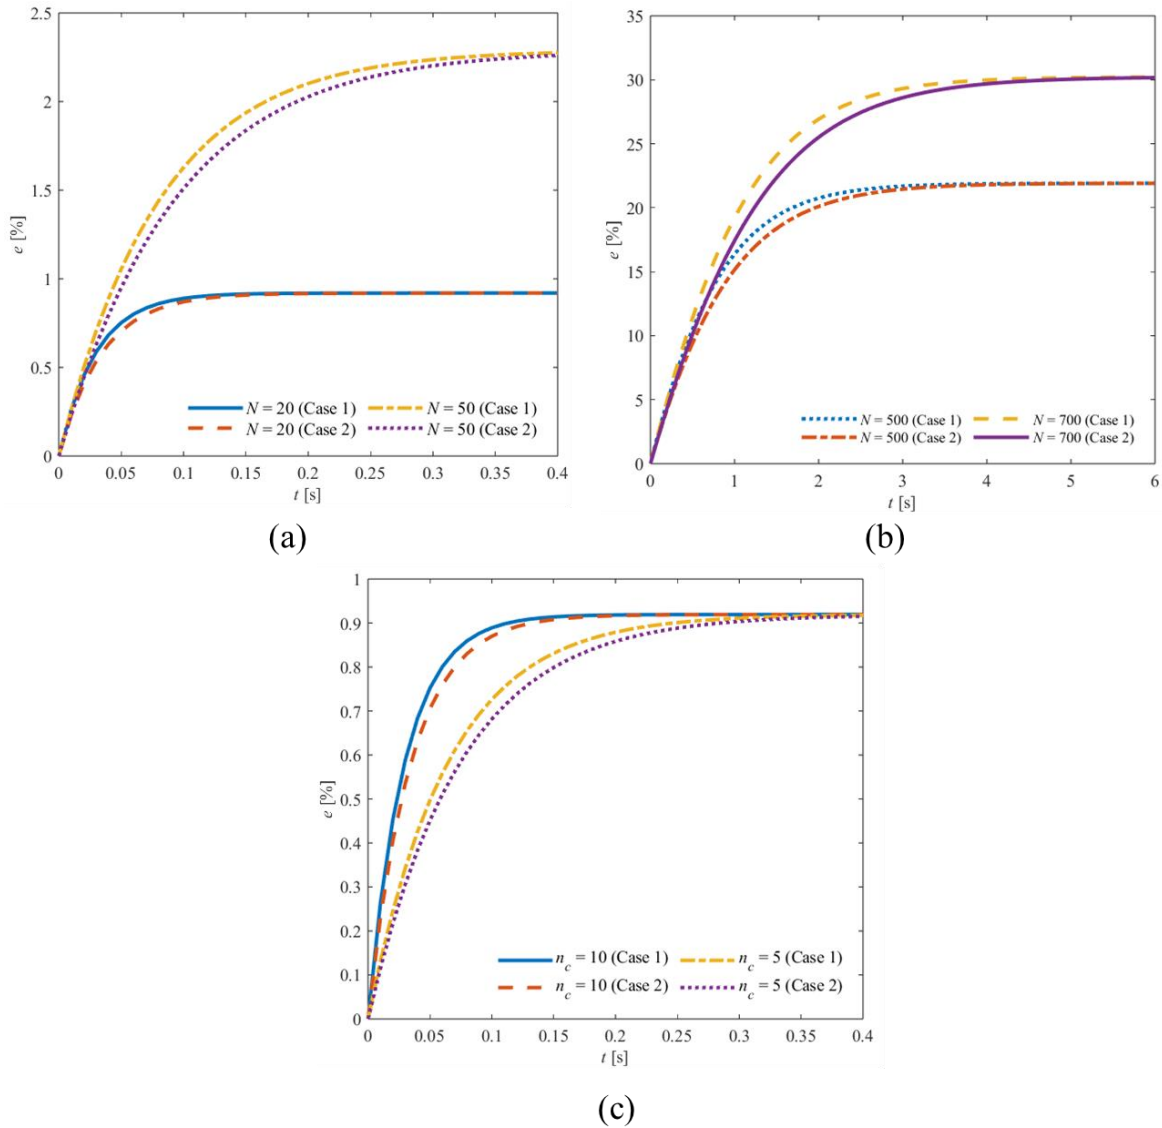 2.5
2
1.5
1
0.5
0
e [%]
N = 20 (Case 1) N = 50 (Case 1)
N = 20 (Case 2) N = 50 (Case 2)
0 0.05 0.1 0.15 0.2 0.25 0.3 0.35 0.4
t [s]
(a)
35
30
25
20
15
10
5
0
e [%]
N = 500 (Case 1) N = 700 (Case 1)
N = 500 (Case 2) N = 700 (Case 2)
0 1 2 3 4 5 6
t [s]
(b)
1
0.9
0.8
0.7
0.6
0.5
0.4
0.3
0.2
0.1
0
e [%]
n_c = 10 (Case 1) n_c = 5 (Case 1)
n_c = 10 (Case 2) n_c = 5 (Case 2)
0 0.05 0.1 0.15 0.2 0.25 0.3 0.35 0.4
t [s]
(c)